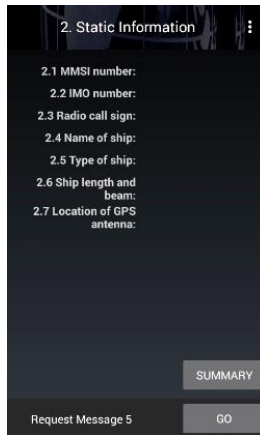 2. Static Information
2.1 MMSI number:
2.2 IMO number:
2.3 Radio call sign:
2.4 Name of ship:
2.5 Type of ship:
2.6 Ship length and
beam:
2.7 Location of GPS
antenna:
SUMMARY
Request Message 5
GO